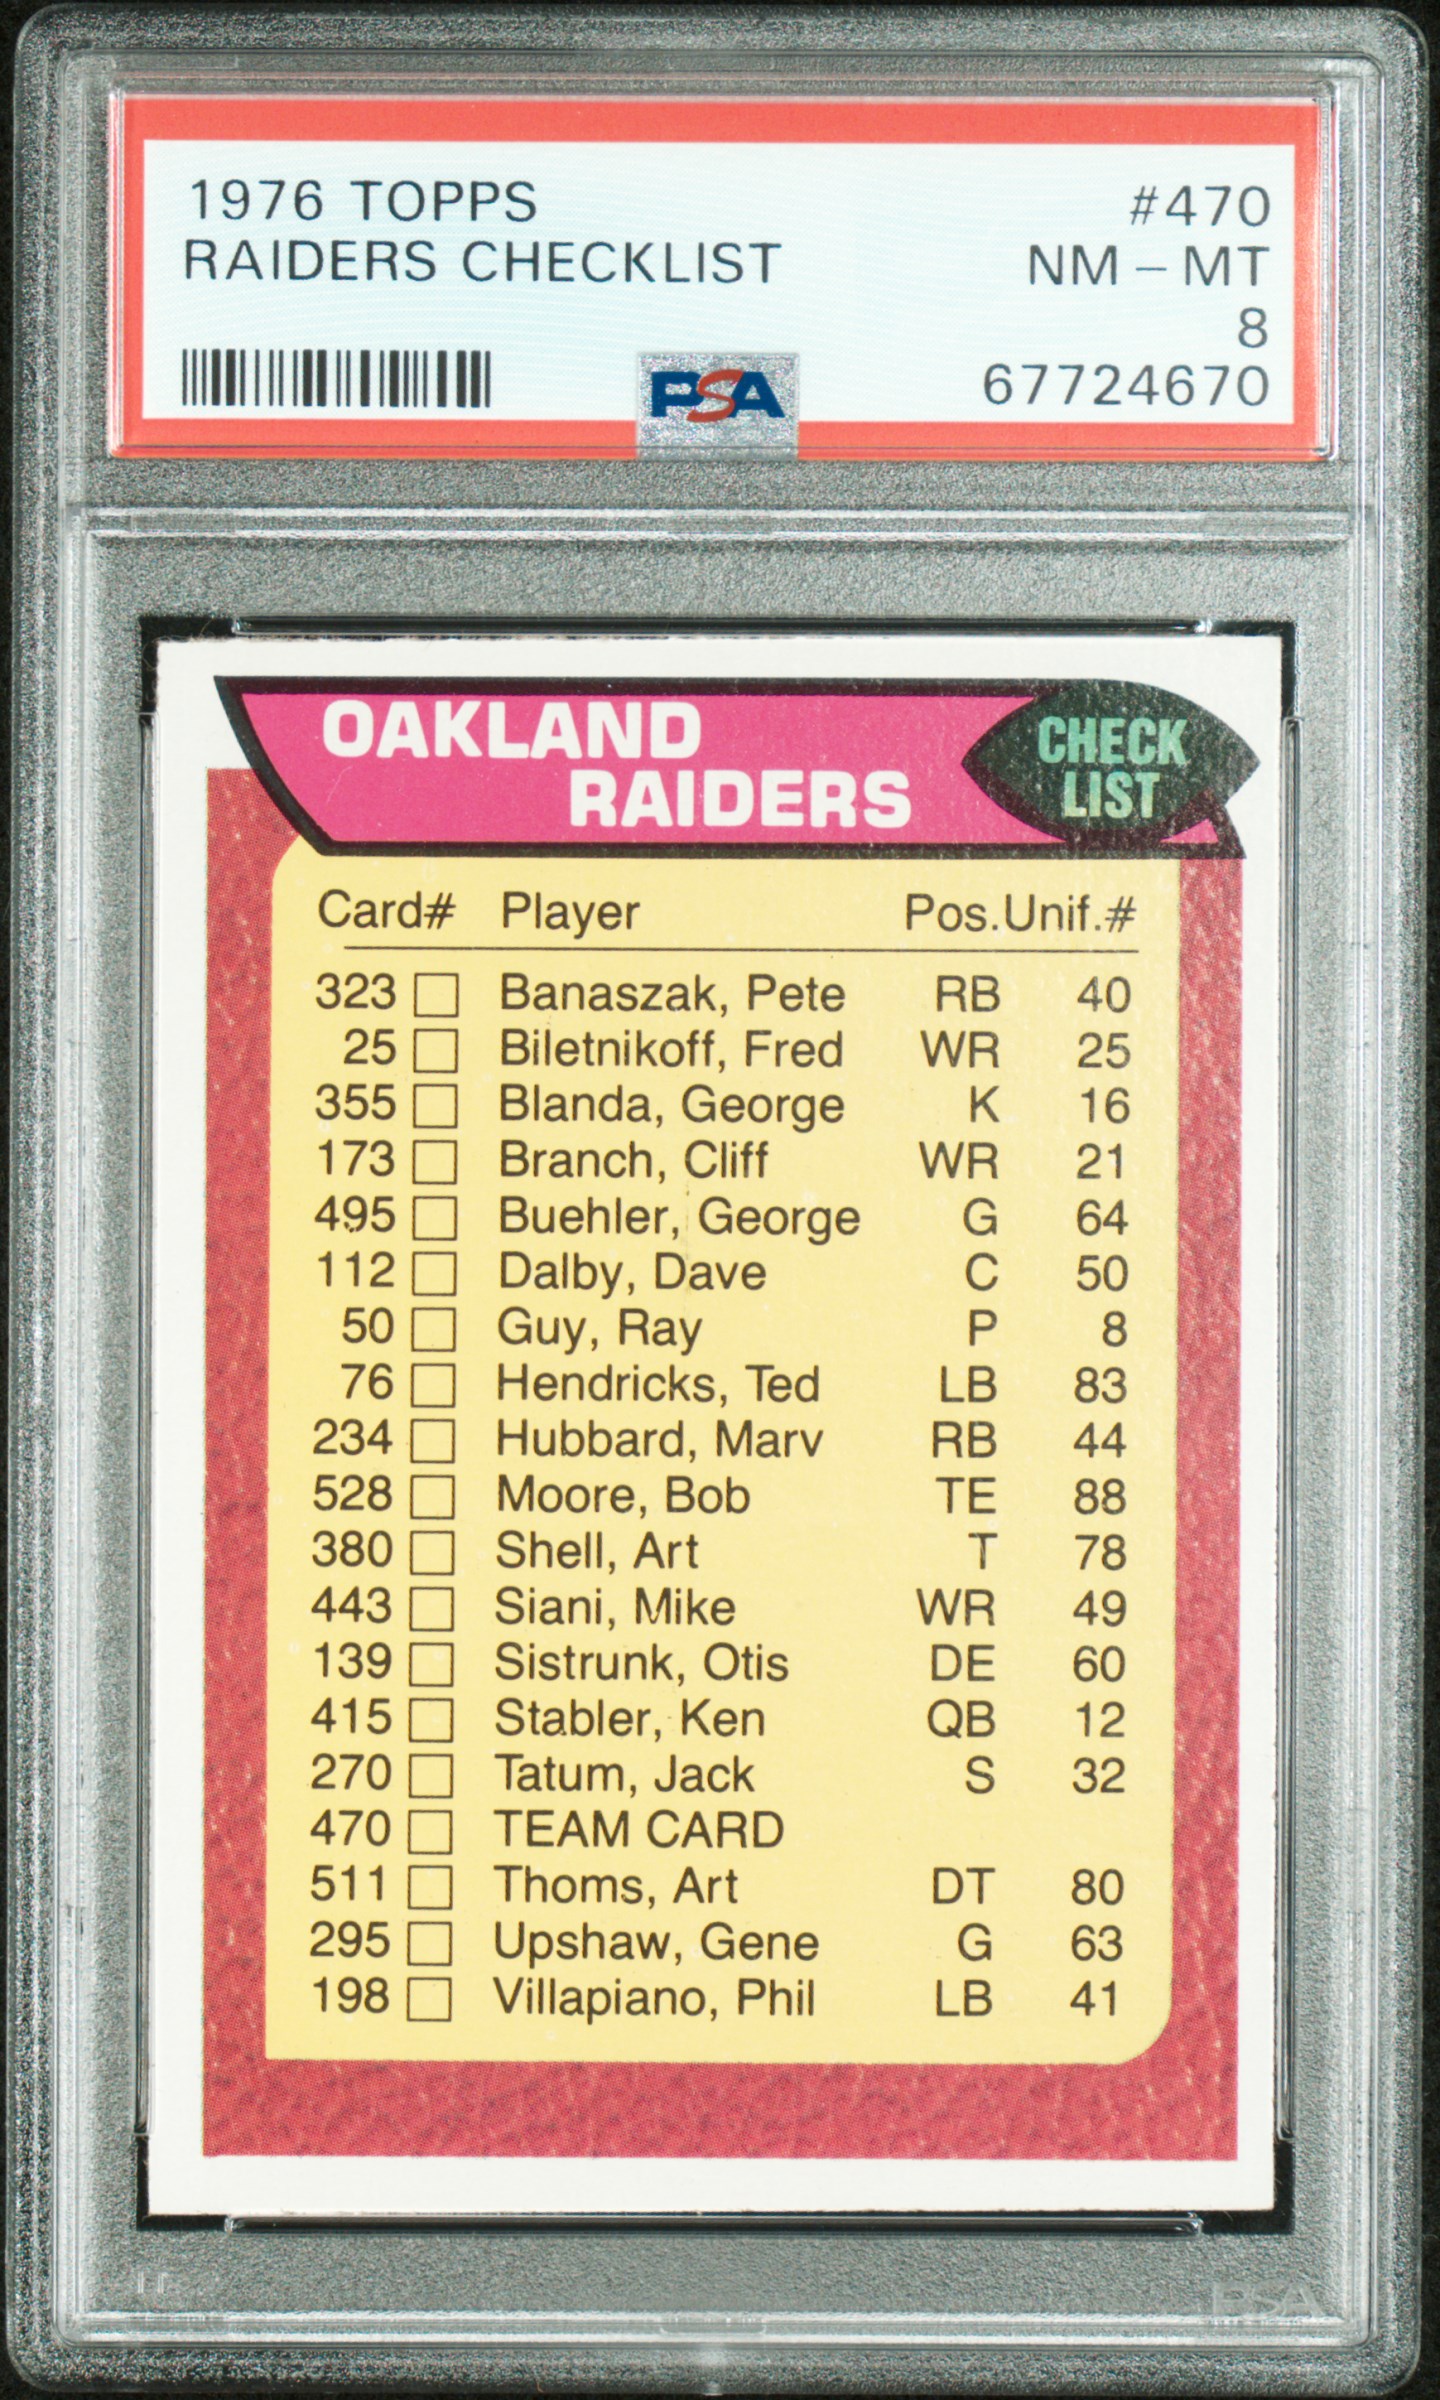 1976 TOPPS #470
RAIDERS CHECKLIST NM – MT
8
PSA 67724670
OAKLAND
RAIDERS
CHECK
LIST
Card# Player Pos. Unif.#
323 Banaszak, Pete RB 40
25 Biletnikoff, Fred WR 25
355 Blanda, George K 16
173 Branch, Cliff WR 21
495 Buehler, George G 64
112 Dalby, Dave C 50
50 Guy, Ray P 8
76 Hendricks, Ted LB 83
234 Hubbard, Marv RB 44
528 Moore, Bob TE 88
380 Shell, Art T 78
443 Siani, Mike WR 49
139 Sistrunk, Otis DE 60
415 Stabler, Ken QB 12
270 Tatum, Jack S 32
470 TEAM CARD
511 Thoms, Art DT 80
295 Upshaw, Gene G 63
198 Villapiano, Phil LB 41
PSA